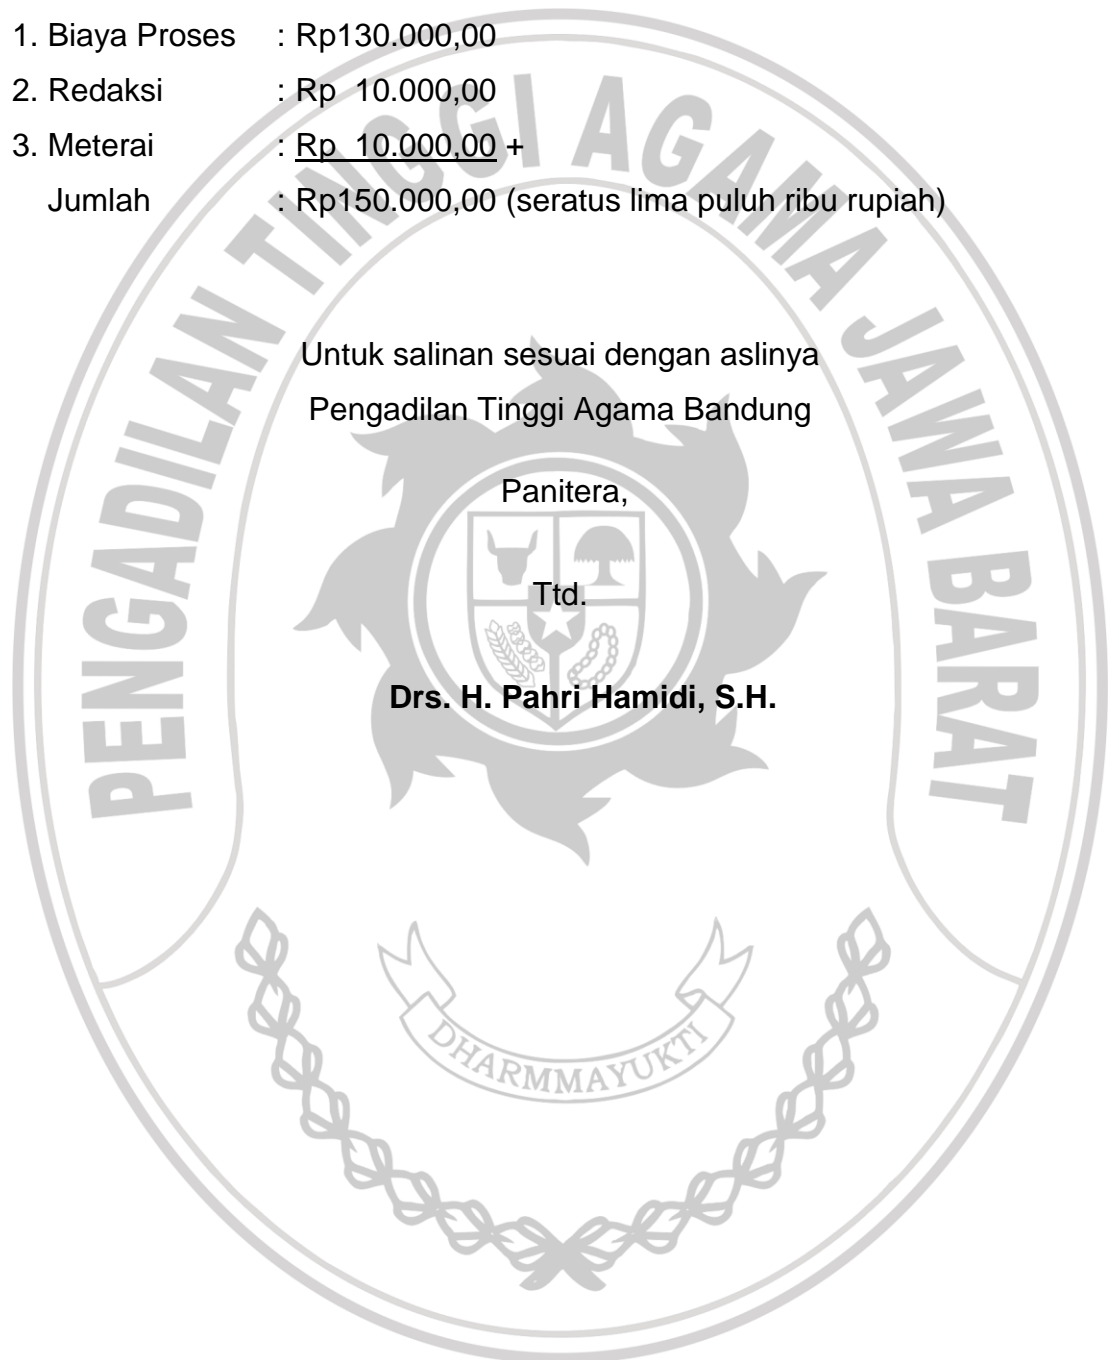 1. Biaya Proses : Rp130.000,00
2. Redaksi : Rp 10.000,00
3. Meterai : Rp 10.000,00 +
Jumlah : Rp150.000,00 (seratus lima puluh ribu rupiah)
Untuk salinan sesuai dengan aslinya
Pengadilan Tinggi Agama Bandung
Panitera,
Ttd.
Drs. H. Pahri Hamidi, S.H.
PENGADILAN TINGGI AGAMA JAWA BARAT
DHARMMAYUKTI